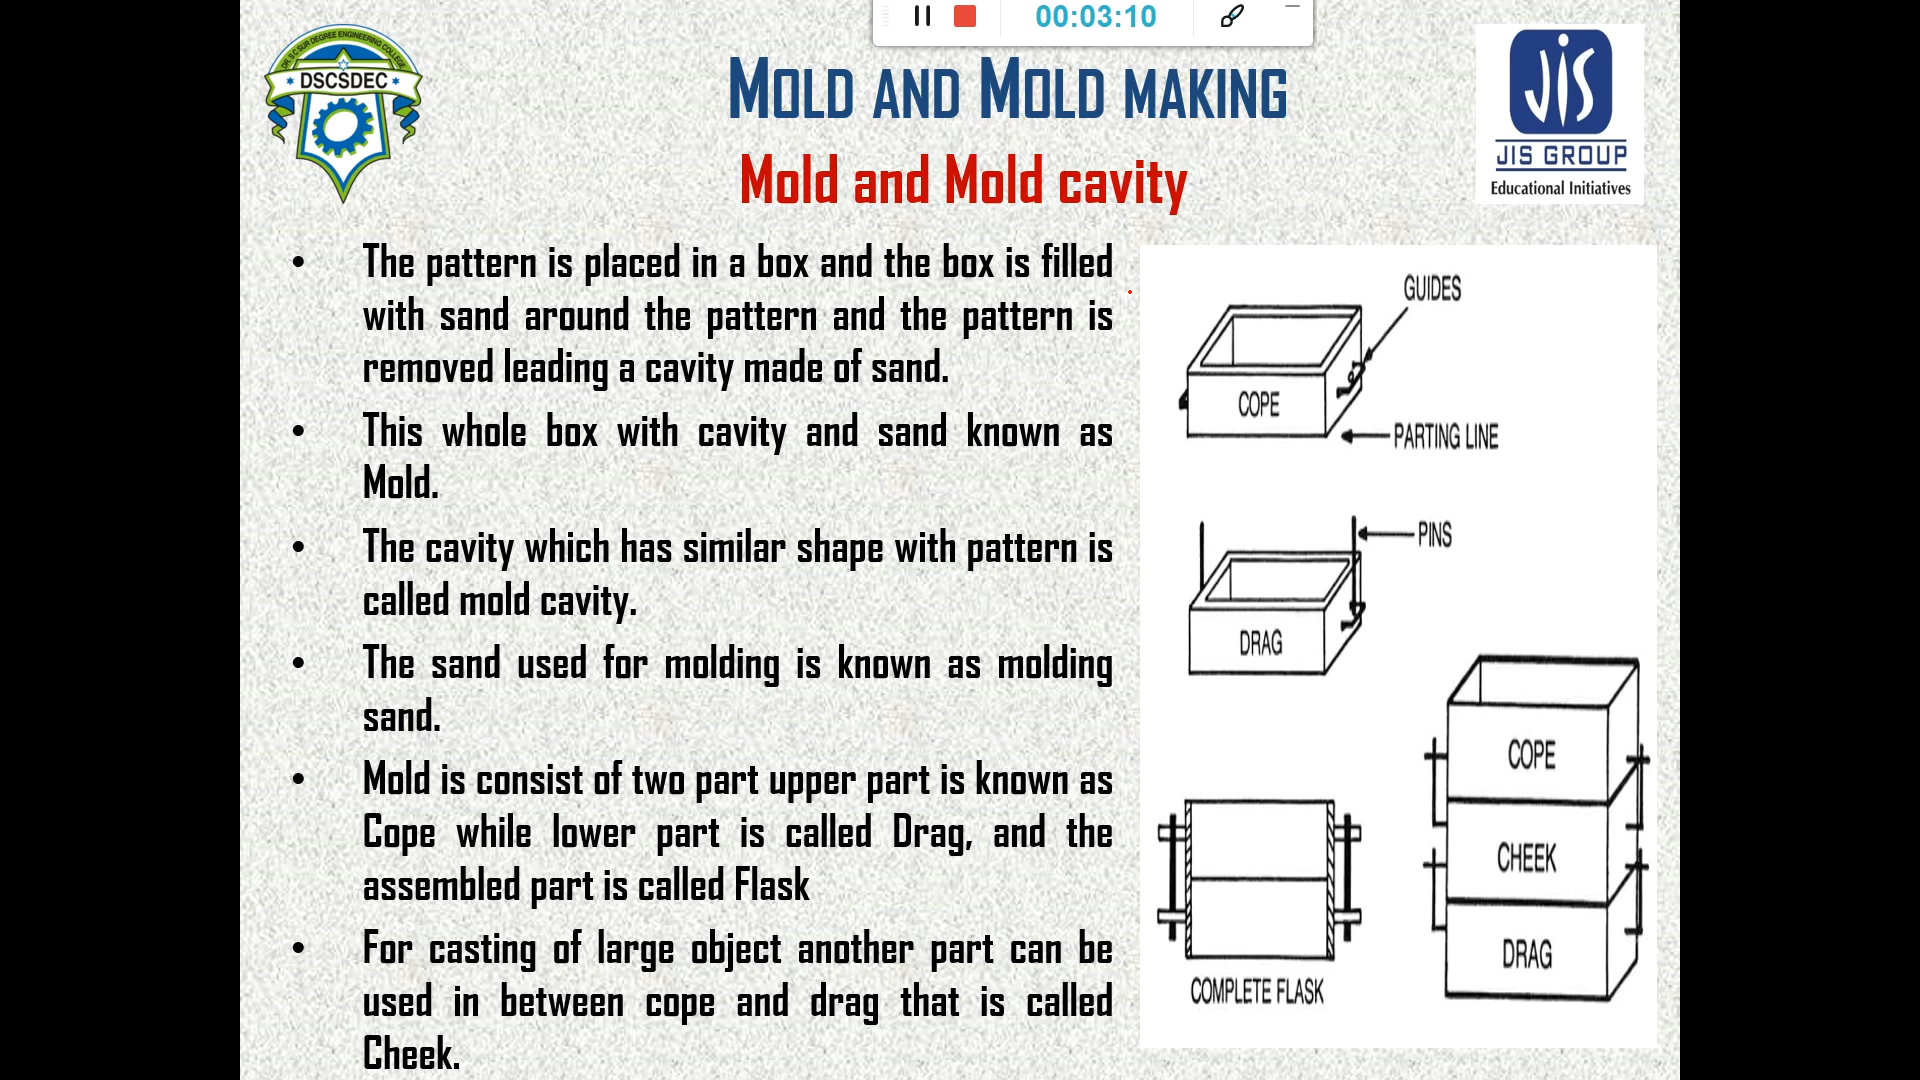 00:03:10
DR. S C SUR DEGREE ENGINEERING COLLEGE
DSCSDEC
MOLD AND MOLD MAKING
Mold and Mold cavity
JiS
JIS GROUP
Educational Initiatives
• The pattern is placed in a box and the box is filled
with sand around the pattern and the pattern is
removed leading a cavity made of sand.
• This whole box with cavity and sand known as
Mold.
• The cavity which has similar shape with pattern is
called mold cavity.
• The sand used for molding is known as molding
sand.
• Mold is consist of two part upper part is known as
Cope while lower part is called Drag, and the
assembled part is called Flask
• For casting of large object another part can be
used in between cope and drag that is called
Cheek.
GUIDES
COPE
PARTING LINE
PINS
DRAG
COMPLETE FLASK
COPE
CHEEK
DRAG